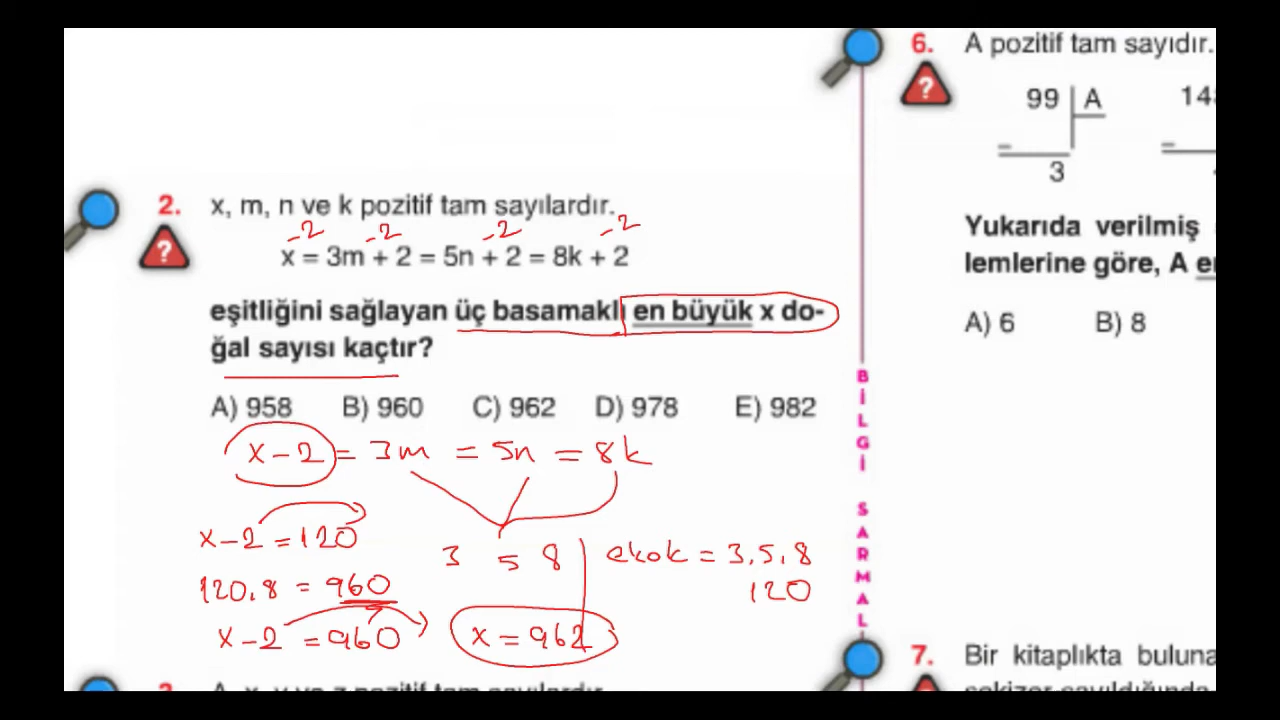 2. x, m, n ve k pozitif tam sayılardır.
-2 -2 -2 -2
x = 3m + 2 = 5n + 2 = 8k + 2
eşitliğini sağlayan üç basamaklı en büyük x do-
ğal sayısı kaçtır?
A) 958 B) 960 C) 962 D) 978 E) 982
x-2 = 3m = 5n = 8k
x-2 = 120
3 5 8 ekok = 3.5.8
120
120.8 = 960
x-2 = 960
x = 962
BİLGİ SARMAL
6. A pozitif tam sayıdır.
99 A 14
3
Yukarıda verilmiş
lemlerine göre, A e
A) 6 B) 8
7. Bir kitaplıkta buluna